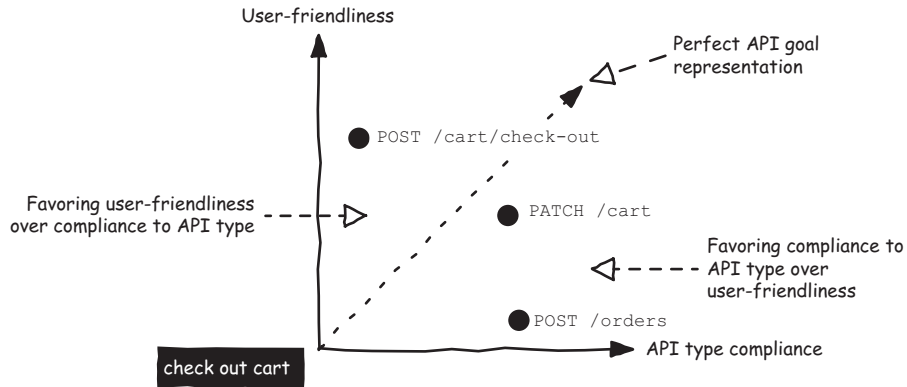 User-friendliness
Perfect API goal
representation
POST /cart/check-out
Favoring user-friendliness
over compliance to API type
PATCH /cart
Favoring compliance to
API type over
user-friendliness
POST /orders
API type compliance
check out cart